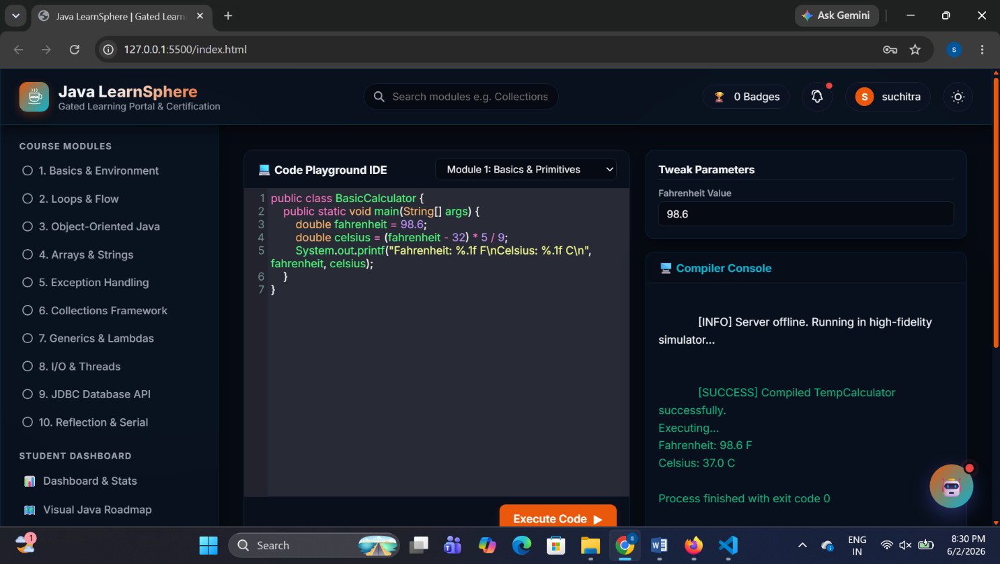 Java LearnSphere | Gated Learni
Ask Gemini
127.0.0.1:5500/index.html
S
Java LearnSphere
Gated Learning Portal & Certification
Search modules e.g. Collections
0 Badges
S
suchitra
COURSE MODULES
1. Basics & Environment
2. Loops & Flow
3. Object-Oriented Java
4. Arrays & Strings
5. Exception Handling
6. Collections Framework
7. Generics & Lambdas
8. I/O & Threads
9. JDBC Database API
10. Reflection & Serial
STUDENT DASHBOARD
Dashboard & Stats
Visual Java Roadmap
Code Playground IDE
Module 1: Basics & Primitives
1 public class BasicCalculator {
2 public static void main(String[] args) {
3 double fahrenheit = 98.6;
4 double celsius = (fahrenheit - 32) * 5 / 9;
5 System.out.printf("Fahrenheit: %.1f F\nCelsius: %.1f C\n",
fahrenheit, celsius);
6 }
7 }
Execute Code
Tweak Parameters
Fahrenheit Value
98.6
Compiler Console
[INFO] Server offline. Running in high-fidelity
simulator...
[SUCCESS] Compiled TempCalculator
successfully.
Executing...
Fahrenheit: 98.6 F
Celsius: 37.0 C
Process finished with exit code 0
1
Search
S
ENG
IN
8:30 PM
6/2/2026